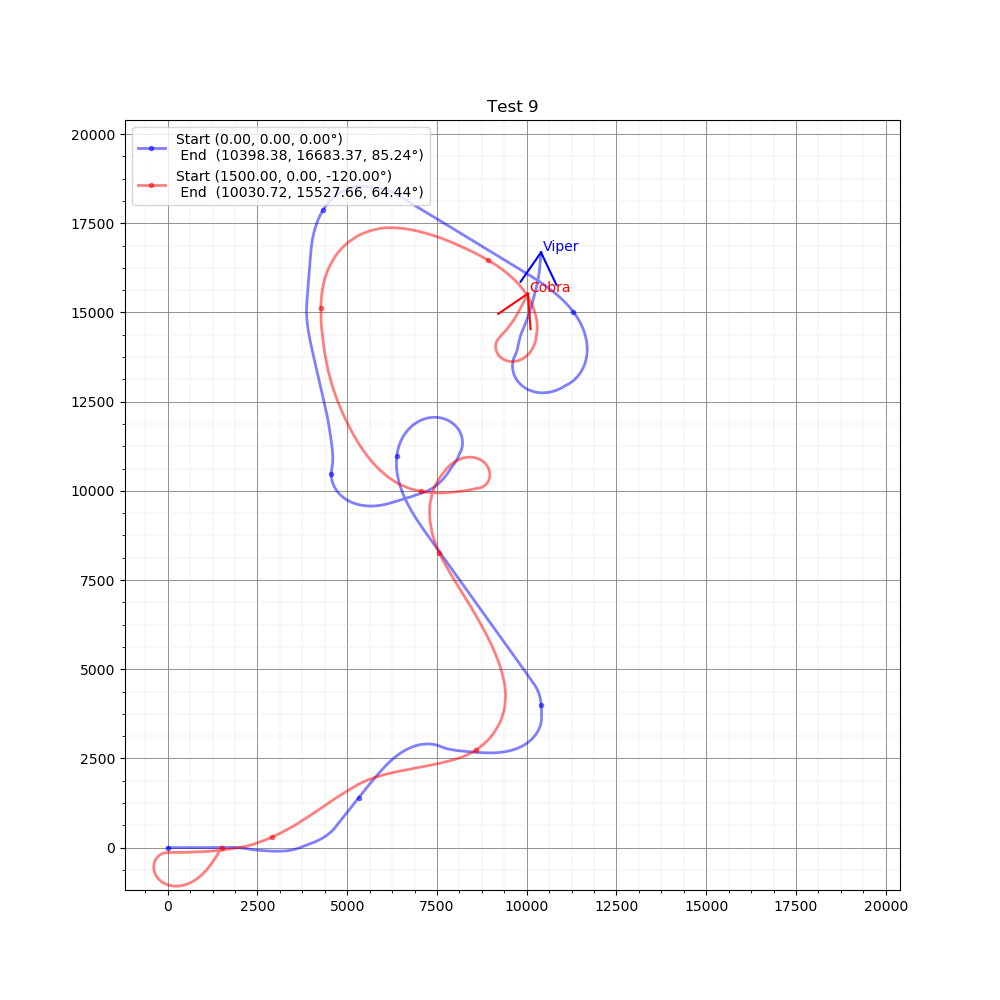 Test 9
Start (0.00, 0.00, 0.00°)
End (10398.38, 16683.37, 85.24°)
Start (1500.00, 0.00, -120.00°)
End (10030.72, 15527.66, 64.44°)
Viper
Cobra
20000
17500
15000
12500
10000
7500
5000
2500
0
0 2500 5000 7500 10000 12500 15000 17500 20000